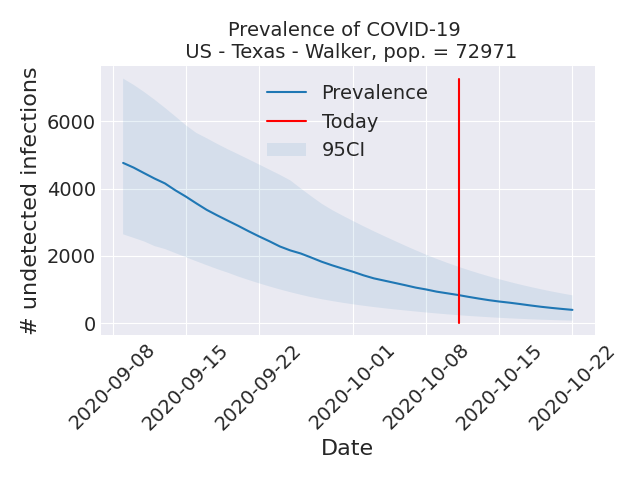 Prevalence of COVID-19
US - Texas - Walker, pop. = 72971
Prevalence
Today
95CI
# undetected infections
6000
4000
2000
0
2020-09-08
2020-09-15
2020-09-22
2020-10-01
2020-10-08
2020-10-15
2020-10-22
Date